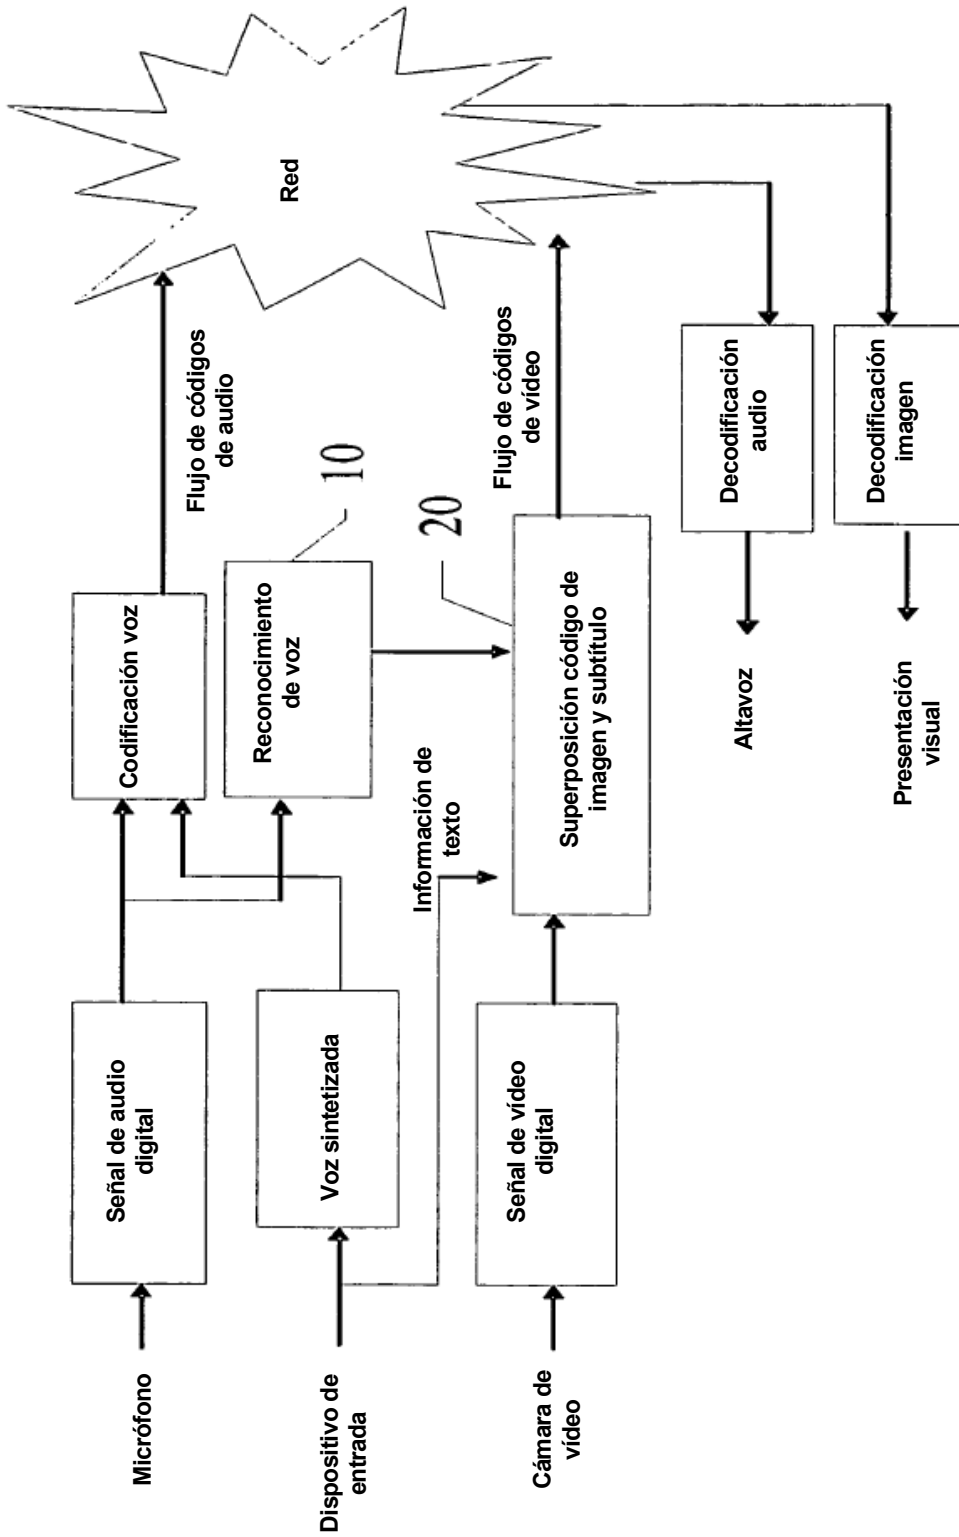 Micrófono
Señal de audio
digital
Codificación voz
Flujo de códigos
de audio
Red
Dispositivo de
entrada
Voz sintetizada
Reconocimiento
de voz
10
Información de
texto
Cámara de
vídeo
Señal de vídeo
digital
Superposición código de
imagen y subtítulo
20
Flujo de códigos
de vídeo
Altavoz
Decodificación
audio
Presentación
visual
Decodificación
imagen